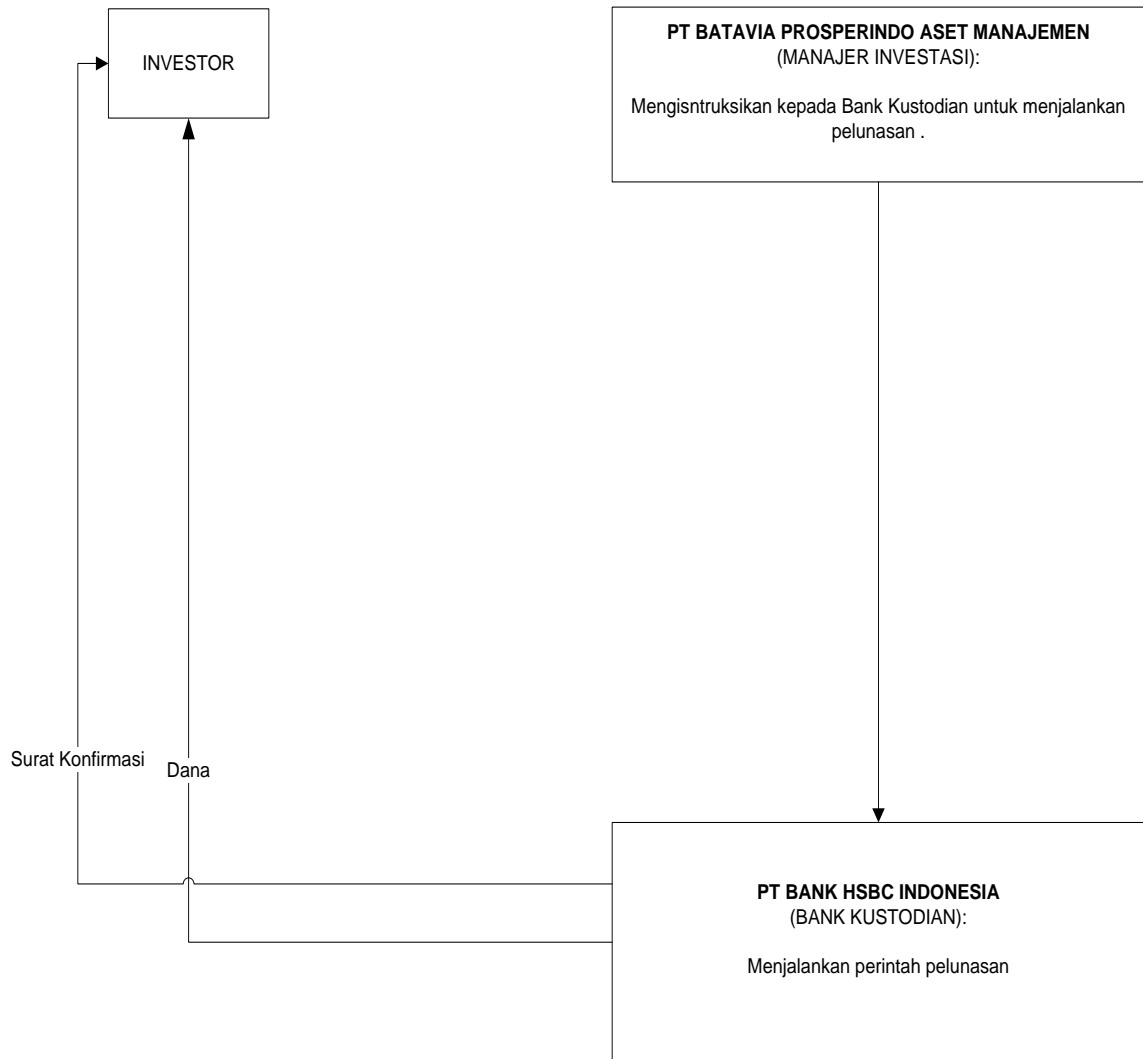 INVESTOR
PT BATAVIA PROSPERINDO ASET MANAJEMEN
(MANAJER INVESTASI):
Mengisntruksikan kepada Bank Kustodian untuk menjalankan
pelunasan .
Surat Konfirmasi
Dana
PT BANK HSBC INDONESIA
(BANK KUSTODIAN):
Menjalankan perintah pelunasan